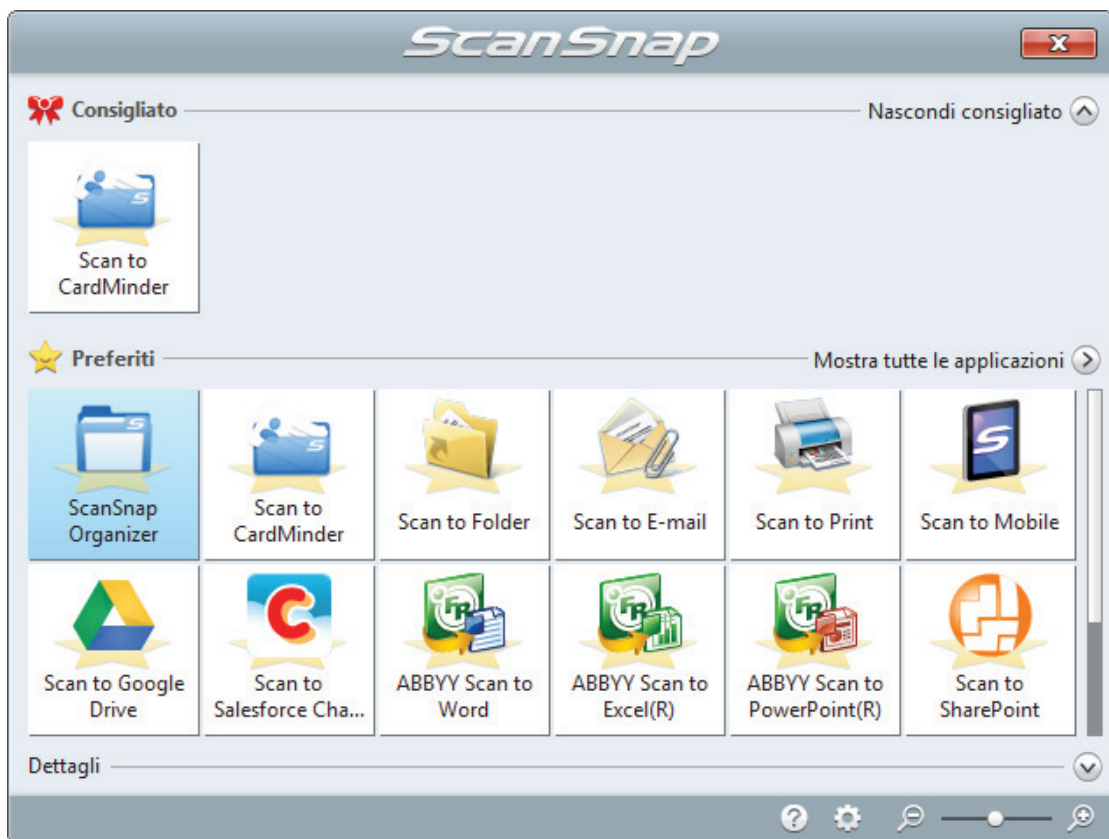 ScanSnap
Consigliato
Nascondi consigliato
Scan to
CardMinder
Preferiti
Mostra tutte le applicazioni
ScanSnap
Organizer
Scan to
CardMinder
Scan to Folder
Scan to E-mail
Scan to Print
Scan to Mobile
Scan to Google
Drive
Scan to
Salesforce Cha...
ABBYY Scan to
Word
ABBYY Scan to
Excel(R)
ABBYY Scan to
PowerPoint(R)
Scan to
SharePoint
Dettagli